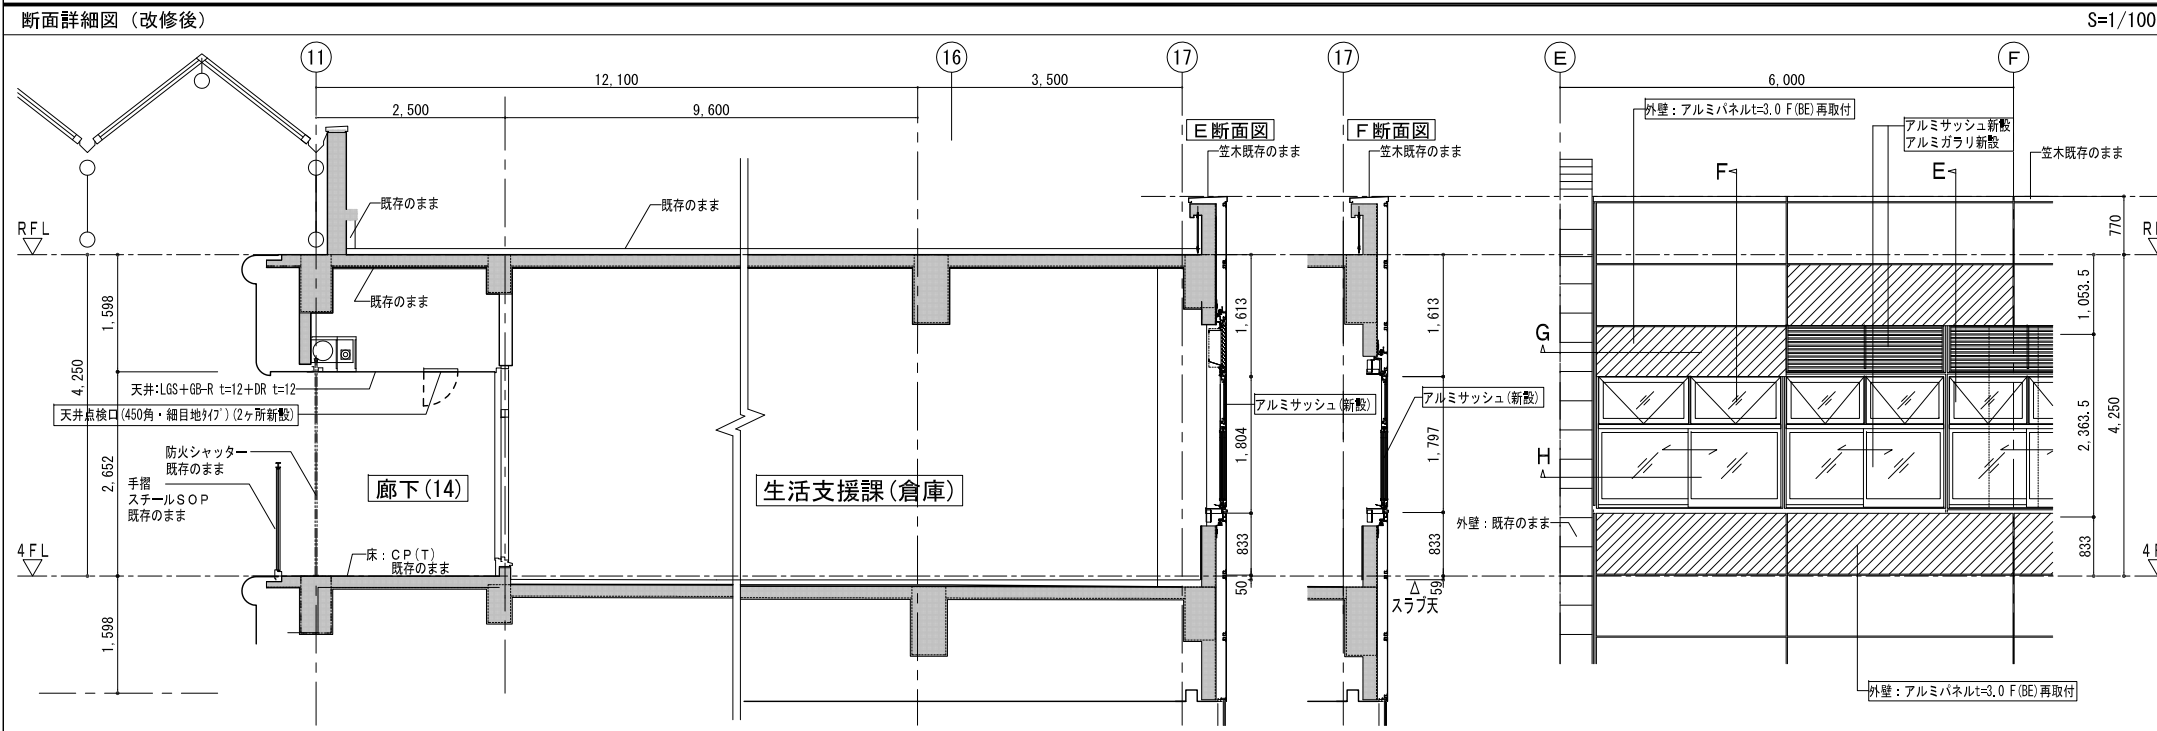 断面詳細図（改修後）
S=1/100
11
16
17
17
E
F
12,100
3,500
6,000
2,500
9,600
E断面図
F断面図
笠木既存のまま
笠木既存のまま
外壁：アルミパネルt=3.0 F(BE)再取付
アルミサッシュ新設
アルミガラリ新設
笠木既存のまま
F
E
既存のまま
既存のまま
RFL
770
既存のまま
1,598
4,250
1,613
1,613
1,053.5
G
天井:LGS+GB-R t=12+DR t=12
天井点検口(450角・細目地ﾀｲﾌﾟ)(2ヶ所新設)
アルミサッシュ(新設)
アルミサッシュ(新設)
1,804
1,797
2,363.5
4,250
防火シャッター
既存のまま
2,652
手摺
スチールSOP
既存のまま
廊下(14)
生活支援課(倉庫)
H
外壁：既存のまま
4FL
床：CP(T)
既存のまま
833
833
833
50
59
スラブ天
1,598
外壁：アルミパネルt=3.0 F(BE)再取付